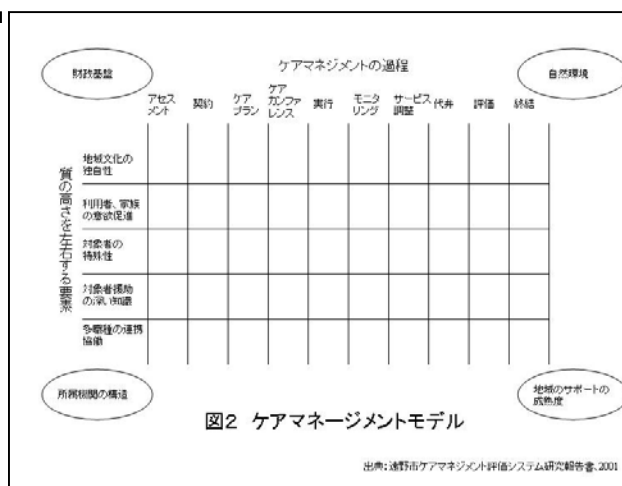 財政基盤
ケアマネジメントの過程
自然環境
アセス
メント
契約
ケア
プラン
ケア
カンファ
レンス
実行
モニタ
リング
サービス
調整
代弁
評価
終結
質の高さを左右する要素
地域文化の
独自性
利用者、家族
の意欲促進
対象者の
特殊性
対象者援助
の深い知識
多職種の連携
協働
所属機関の構造
地域のサポートの
成熟度
図2 ケアマネージメントモデル
出典:遠野市ケアマネジメント評価システム研究報告書、2001